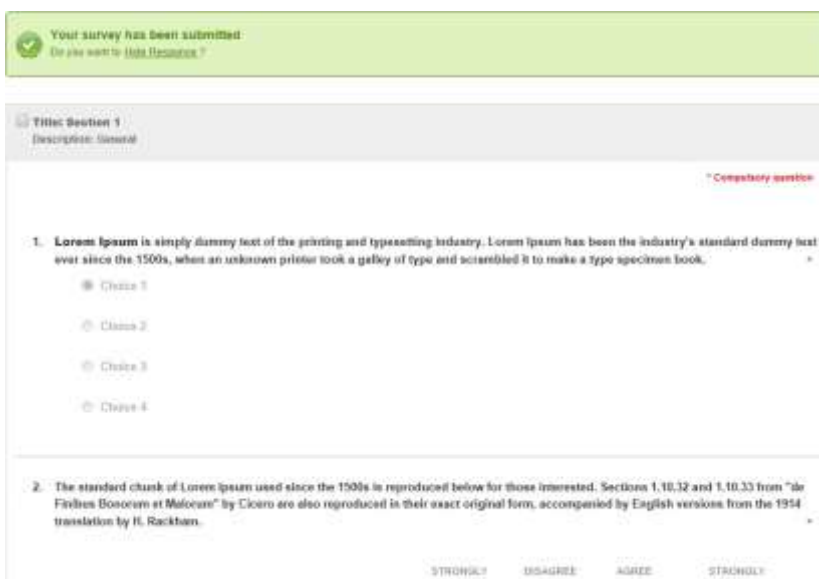 Your survey has been submitted
Do you want to Hide Response ?
Title: Section 1
Description: General
* Compulsory question
1. Lorem Ipsum is simply dummy text of the printing and typesetting industry. Lorem Ipsum has been the industry's standard dummy text
ever since the 1500s, when an unknown printer took a galley of type and scrambled it to make a type specimen book. *
Choice 1
Choice 2
Choice 3
Choice 4
2. The standard chunk of Lorem Ipsum used since the 1500s is reproduced below for those interested. Sections 1.10.32 and 1.10.33 from "de
Finibus Bonorum et Malorum" by Cicero are also reproduced in their exact original form, accompanied by English versions from the 1914
translation by H. Rackham. *
STRONGLY DISAGREE AGREE STRONGLY